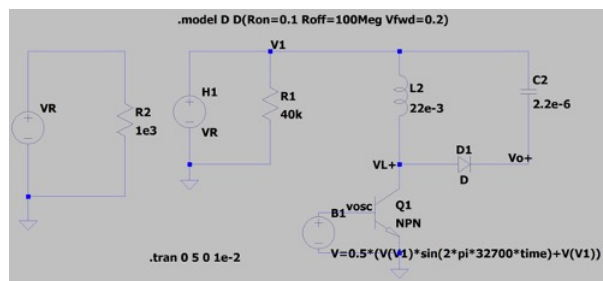 .model D D(Ron=0.1 Roff=100Meg Vfwd=0.2)
V1
VR
R2
1e3
H1
VR
R1
40k
L2
22e-3
C2
2.2e-6
VL+
D1
D
Vo+
B1
vosc
Q1
NPN
V=0.5*(V(V1)*sin(2*pi*32700*time)+V(V1))
.tran 0 5 0 1e-2